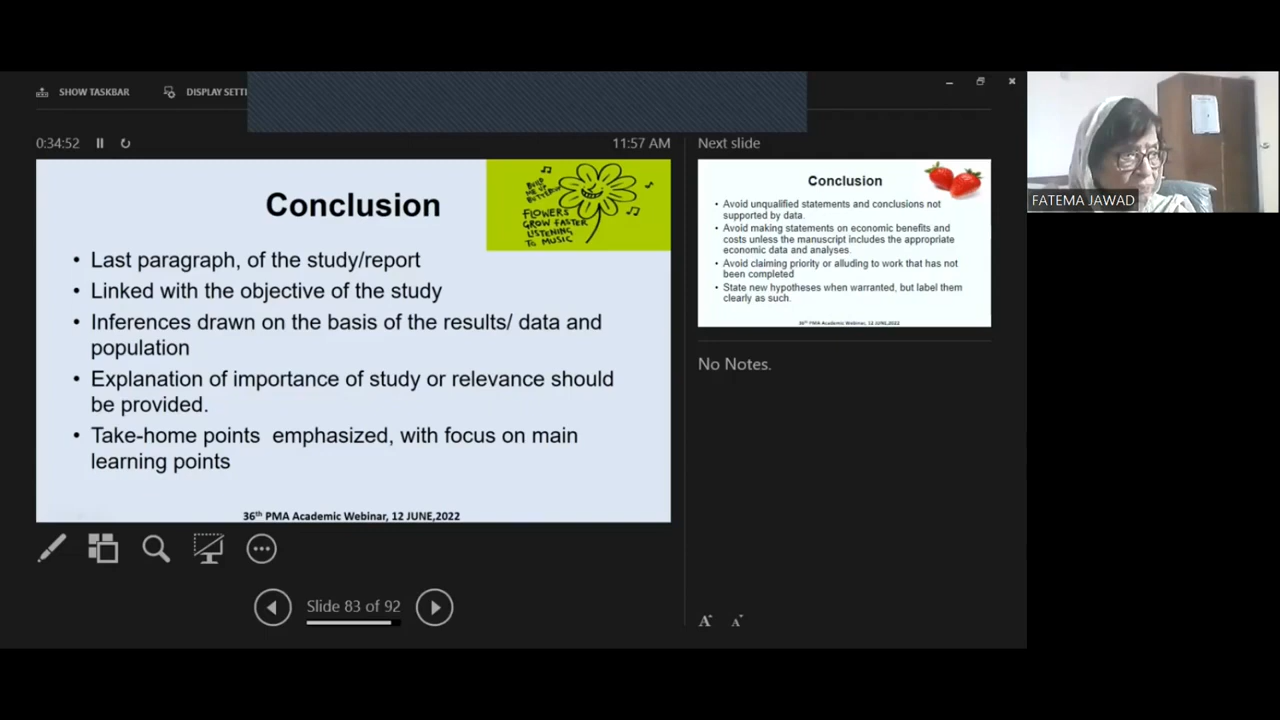 SHOW TASKBAR
DISPLAY SETTI
0:34:52
11:57 AM
Conclusion
BUILD
ME UP
BUTTERCUP
FLOWERS
GROW FASTER
LISTENING
TO MUSIC
• Last paragraph, of the study/report
• Linked with the objective of the study
• Inferences drawn on the basis of the results/ data and
population
• Explanation of importance of study or relevance should
be provided.
• Take-home points emphasized, with focus on main
learning points
36th PMA Academic Webinar, 12 JUNE,2022
Slide 83 of 92
Next slide
Conclusion
• Avoid unqualified statements and conclusions not
supported by data.
• Avoid making statements on economic benefits and
costs unless the manuscript includes the appropriate
economic data and analyses.
• Avoid claiming priority or alluding to work that has not
been completed
• State new hypotheses when warranted, but label them
clearly as such.
36th PMA Academic Webinar, 12 JUNE,2022
No Notes.
A A
FATEMA JAWAD